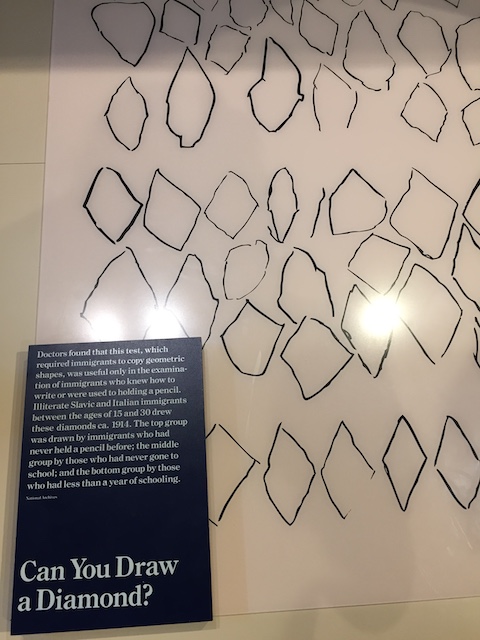 Doctors found that this test, which
required immigrants to copy geometric
shapes, was useful only in the examina-
tion of immigrants who knew how to
write or were used to holding a pencil.
Illiterate Slavic and Italian immigrants
between the ages of 15 and 30 drew
these diamonds ca. 1914. The top group
was drawn by immigrants who had
never held a pencil before; the middle
group by those who had never gone to
school; and the bottom group by those
who had less than a year of schooling.
National Archives
Can You Draw
a Diamond?